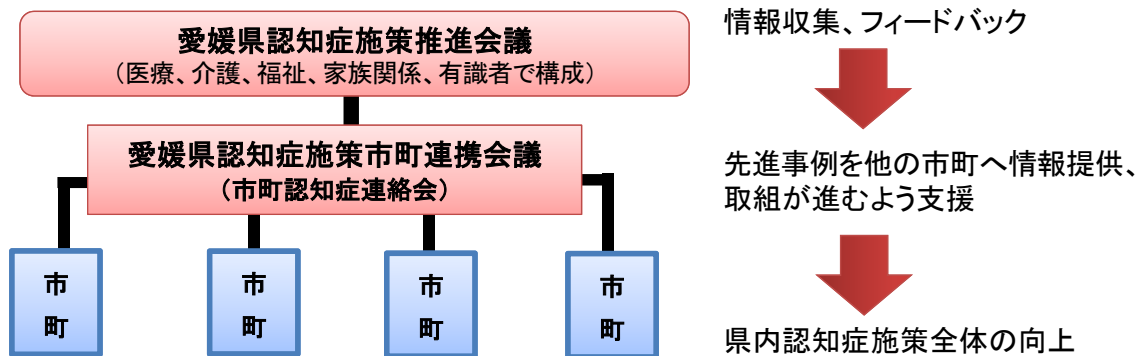 愛媛県認知症施策推進会議
（医療、介護、福祉、家族関係、有識者で構成）
愛媛県認知症施策市町連携会議
（市町認知症連絡会）
市
町
市
町
市
町
市
町
情報収集、フィードバック
先進事例を他の市町へ情報提供、
取組が進むよう支援
県内認知症施策全体の向上